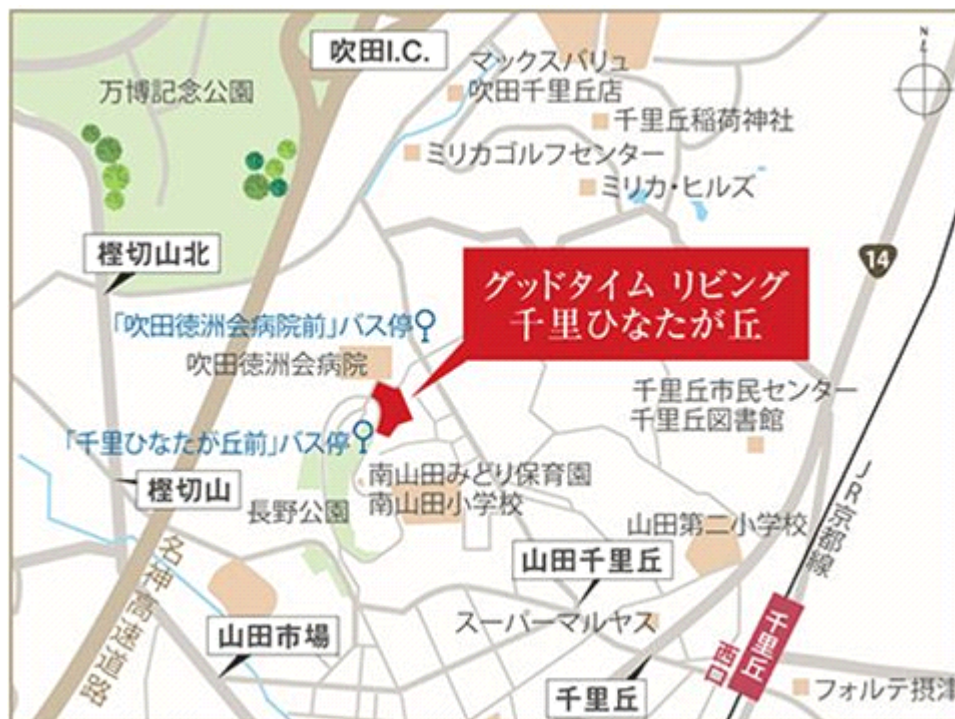 吹田I.C.
N
マックスバリュ
吹田千里丘店
万博記念公園
千里丘稲荷神社
ミリカゴルフセンター
ミリカ・ヒルズ
樫切山北
14
グッドタイム リビング
千里ひなたが丘
「吹田徳洲会病院前」バス停
吹田徳洲会病院
千里丘市民センター
千里丘図書館
「千里ひなたが丘前」バス停
樫切山
南山田みどり保育園
南山田小学校
長野公園
JR京都線
山田第二小学校
名神高速道路
山田千里丘
スーパーマルヤス
山田市場
千里丘
西口
千里丘
フォルテ摂津